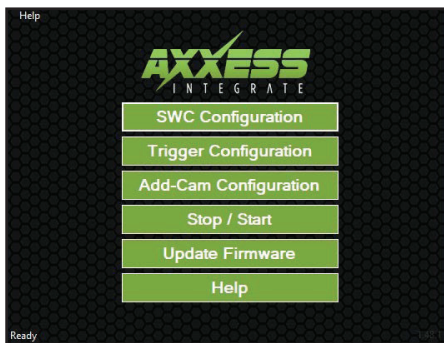 Help
AXXESS
INTEGRATE
SWC Configuration
Trigger Configuration
Add-Cam Configuration
Stop / Start
Update Firmware
Help
Ready